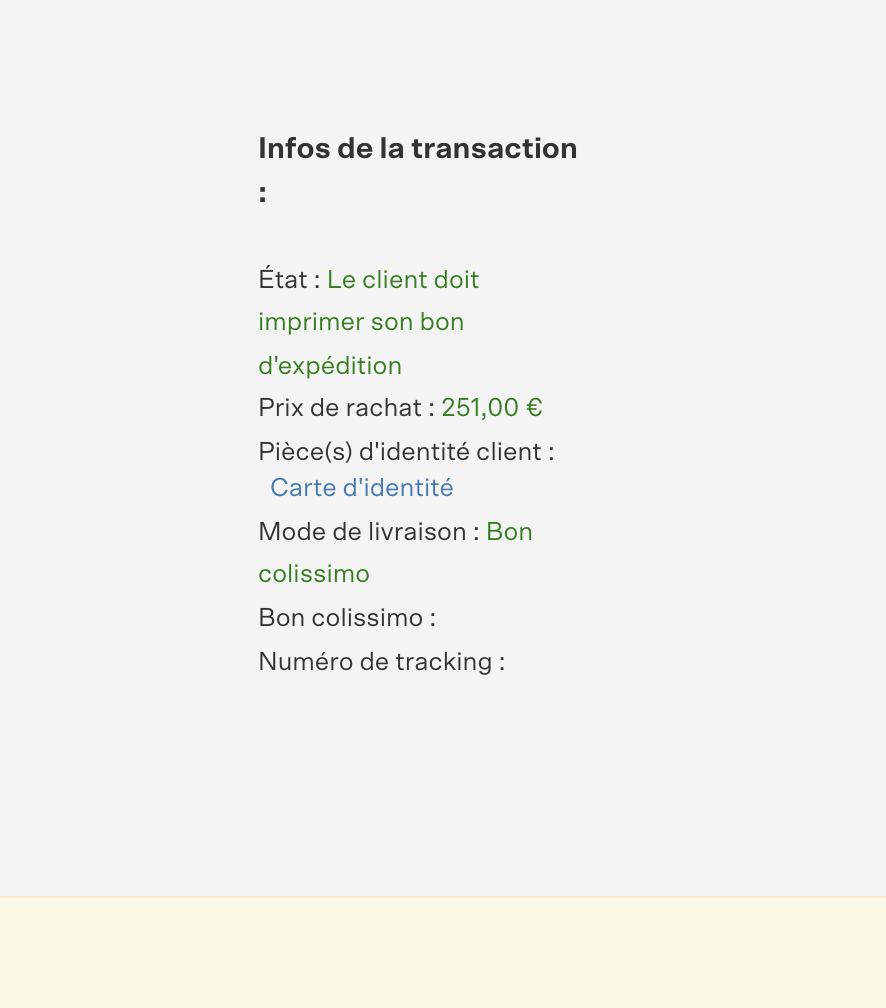 Infos de la transaction
:
État : Le client doit
imprimer son bon
d'expédition
Prix de rachat : 251,00 €
Pièce(s) d'identité client :
Carte d'identité
Mode de livraison : Bon
colissimo
Bon colissimo :
Numéro de tracking :